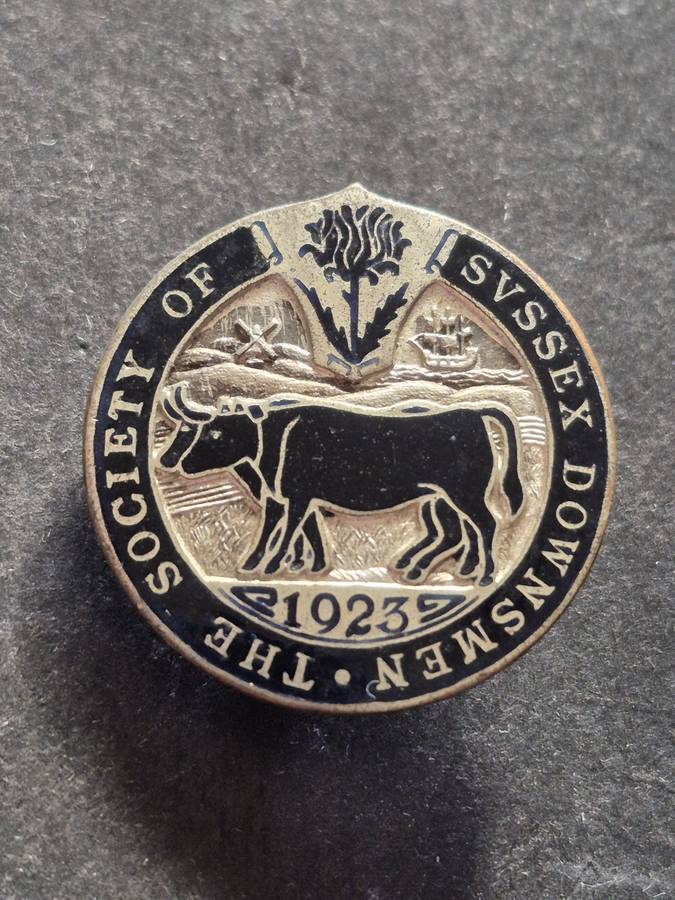 THE SOCIETY OF SVSSEX DOWNSMEN •
1923